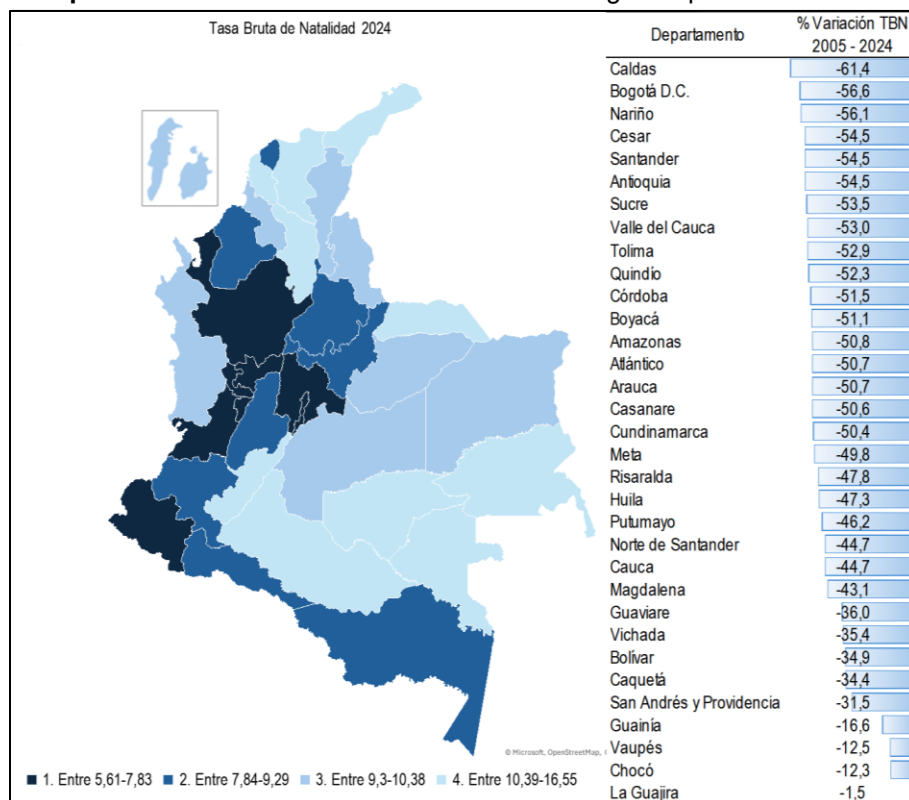 Tasa Bruta de Natalidad 2024
Departamento
% Variación TBN
2005 - 2024
Caldas -61,4
Bogotá D.C. -56,6
Nariño -56,1
Cesar -54,5
Santander -54,5
Antioquia -54,5
Sucre -53,5
Valle del Cauca -53,0
Tolima -52,9
Quindío -52,3
Córdoba -51,5
Boyacá -51,1
Amazonas -50,8
Atlántico -50,7
Arauca -50,7
Casanare -50,6
Cundinamarca -50,4
Meta -49,8
Risaralda -47,8
Huila -47,3
Putumayo -46,2
Norte de Santander -44,7
Cauca -44,7
Magdalena -43,1
Guaviare -36,0
Vichada -35,4
Bolívar -34,9
Caquetá -34,4
San Andrés y Providencia -31,5
Guainía -16,6
Vaupés -12,5
Chocó -12,3
La Guajira -1,5
© Microsoft, OpenStreetMap,
1. Entre 5,61-7,83 2. Entre 7,84-9,29 3. Entre 9,3-10,38 4. Entre 10,39-16,55